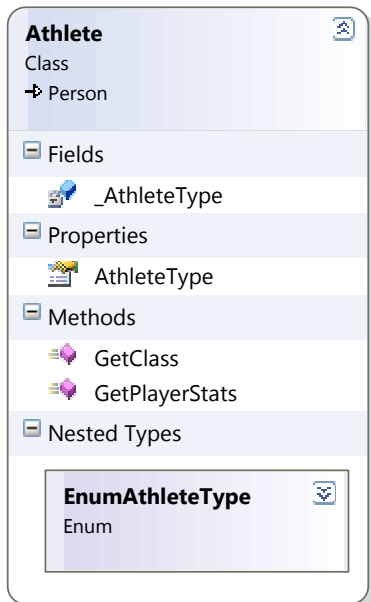 Athlete
Class
Person
Fields
_AthleteType
Properties
AthleteType
Methods
GetClass
GetPlayerStats
Nested Types
EnumAthleteType
Enum